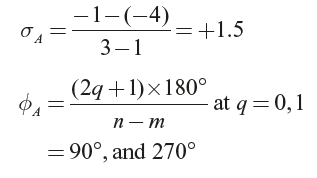 σ_A = (−1−(−4))/(3−1) = +1.5
ϕ_A = ((2q+1)×180°)/(n−m) at q = 0,1
= 90°, and 270°